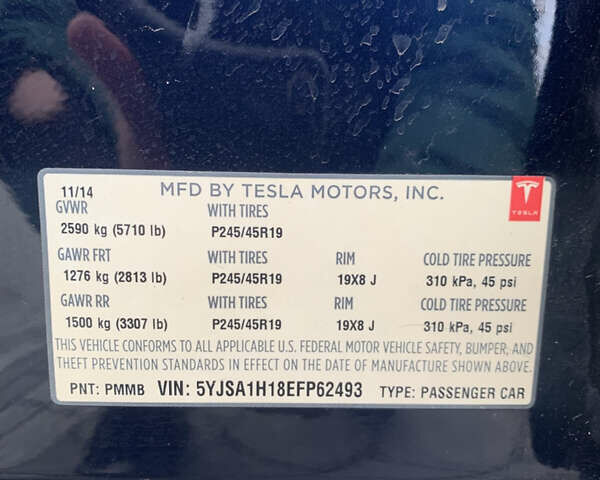 11/14 MFD BY TESLA MOTORS, INC.
TESLA
GVWR WITH TIRES
2590 kg (5710 lb) P245/45R19
GAWR FRT WITH TIRES RIM COLD TIRE PRESSURE
1276 kg (2813 lb) P245/45R19 19X8 J 310 kPa, 45 psi
GAWR RR WITH TIRES RIM COLD TIRE PRESSURE
1500 kg (3307 lb) P245/45R19 19X8 J 310 kPa, 45 psi
THIS VEHICLE CONFORMS TO ALL APPLICABLE U.S. FEDERAL MOTOR VEHICLE SAFETY, BUMPER, AND
THEFT PREVENTION STANDARDS IN EFFECT ON THE DATE OF MANUFACTURE SHOWN ABOVE.
PNT: PMMB VIN: 5YJSA1H18EFP62493 TYPE: PASSENGER CAR